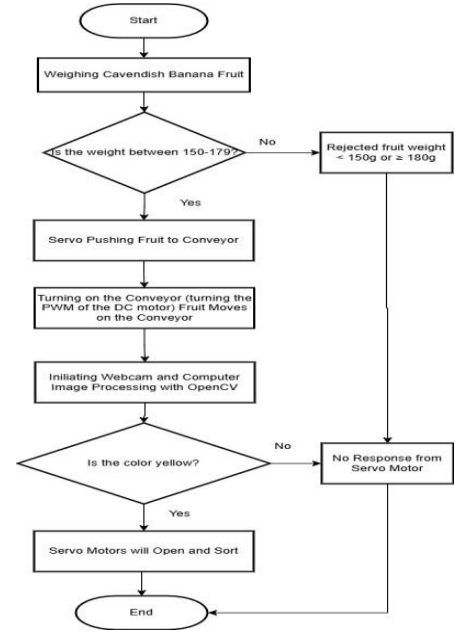 Start
Weighing Cavendish Banana Fruit
Is the weight between 150-179?
No
Rejected fruit weight
< 150g or ≥ 180g
Yes
Servo Pushing Fruit to Conveyor
Turning on the Conveyor (turning the
PWM of the DC motor) Fruit Moves
on the Conveyor
Iniliating Webcam and Computer
Image Processing with OpenCV
Is the color yellow?
No
No Response from
Servo Motor
Yes
Servo Motors will Open and Sort
End